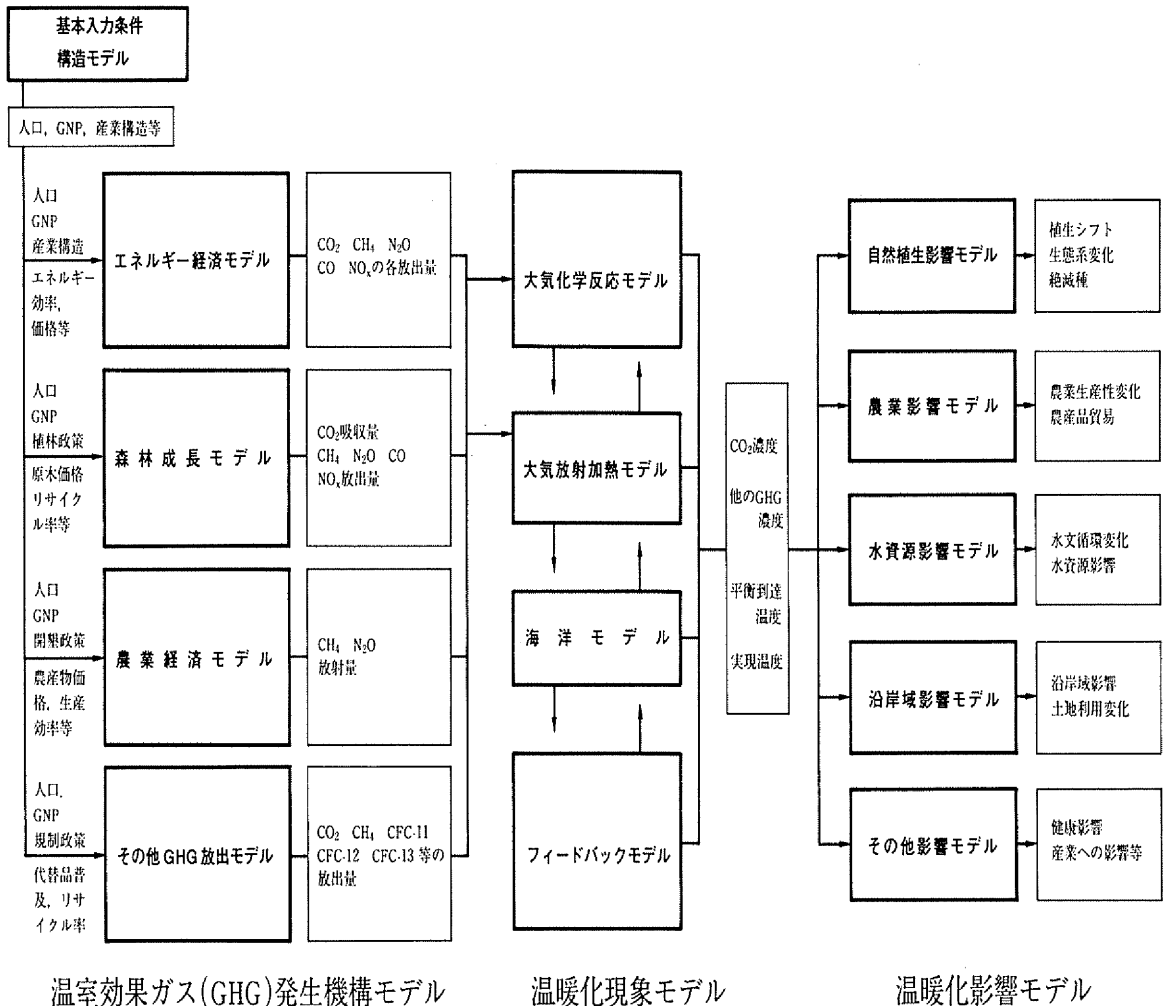 基本入力条件
構造モデル
人口, GNP, 産業構造等
人口
GNP
産業構造
エネルギー
効率,
価格等
エネルギー経済モデル
CO₂ CH₄ N₂O
CO NOₓの各放出量
人口
GNP
植林政策
原木価格
リサイク
ル率等
森林成長モデル
CO₂吸収量
CH₄ N₂O CO
NOₓ放出量
人口
GNP
開墾政策
農産物価
格, 生産
効率等
農業経済モデル
CH₄ N₂O
放射量
人口,
GNP
規制政策
代替品普
及, リサ
イクル率
その他GHG放出モデル
CO₂ CH₄ CFC-11
CFC-12 CFC-13等の
放出量
温室効果ガス(GHG)発生機構モデル
大気化学反応モデル
大気放射加熱モデル
海洋モデル
フィードバックモデル
温暖化現象モデル
CO₂濃度
他のGHG
濃度
平衡到達
温度
実現温度
自然植生影響モデル
植生シフト
生態系変化
絶滅種
農業影響モデル
農業生産性変化
農産品貿易
水資源影響モデル
水文循環変化
水資源影響
沿岸域影響モデル
沿岸域影響
土地利用変化
その他影響モデル
健康影響
産業への影響等
温暖化影響モデル